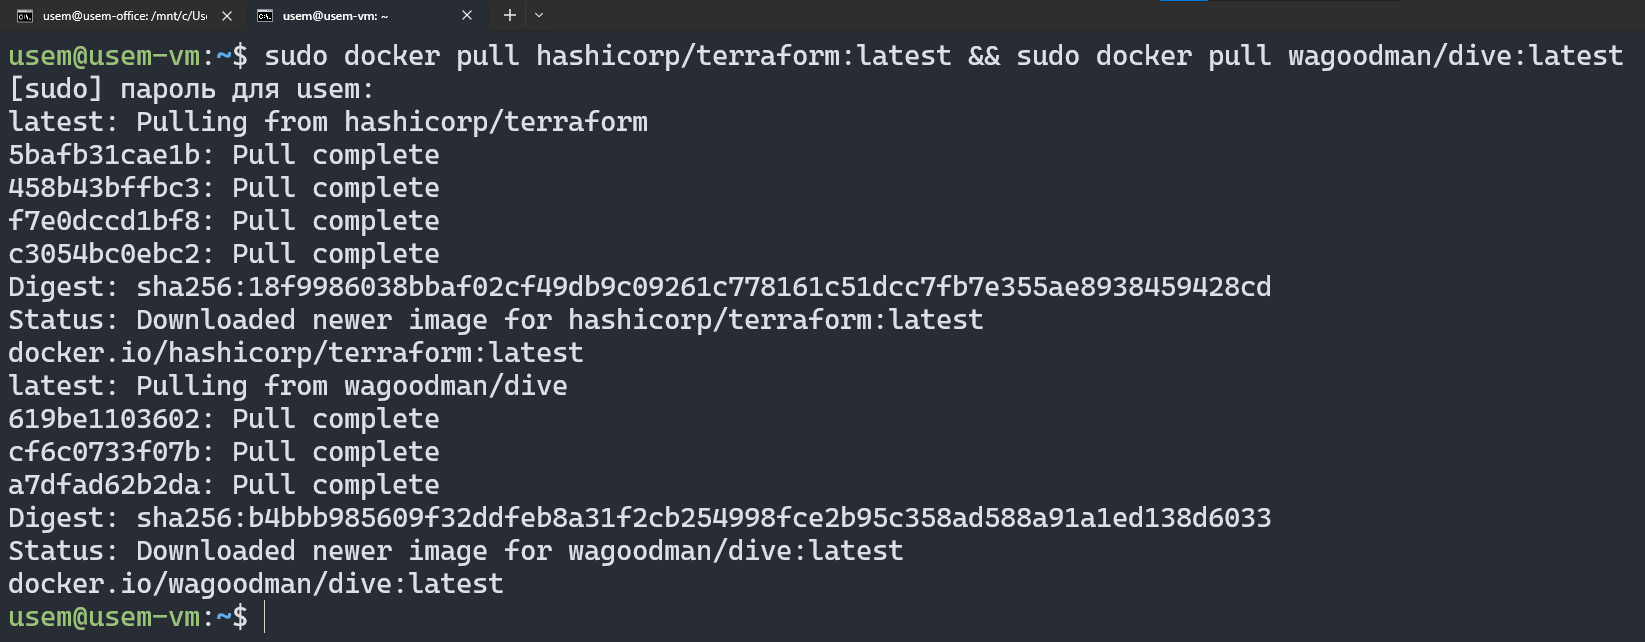 usem@usem-office: /mnt/c/Us
usem@usem-vm: ~
usem@usem-vm:~$ sudo docker pull hashicorp/terraform:latest && sudo docker pull wagoodman/dive:latest
[sudo] пароль для usem:
latest: Pulling from hashicorp/terraform
5bafb31cae1b: Pull complete
458b43bffbc3: Pull complete
f7e0dccd1bf8: Pull complete
c3054bc0ebc2: Pull complete
Digest: sha256:18f9986038bbaf02cf49db9c09261c778161c51dcc7fb7e355ae8938459428cd
Status: Downloaded newer image for hashicorp/terraform:latest
docker.io/hashicorp/terraform:latest
latest: Pulling from wagoodman/dive
619be1103602: Pull complete
cf6c0733f07b: Pull complete
a7dfad62b2da: Pull complete
Digest: sha256:b4bbb985609f32ddfeb8a31f2cb254998fce2b95c358ad588a91a1ed138d6033
Status: Downloaded newer image for wagoodman/dive:latest
docker.io/wagoodman/dive:latest
usem@usem-vm:~$